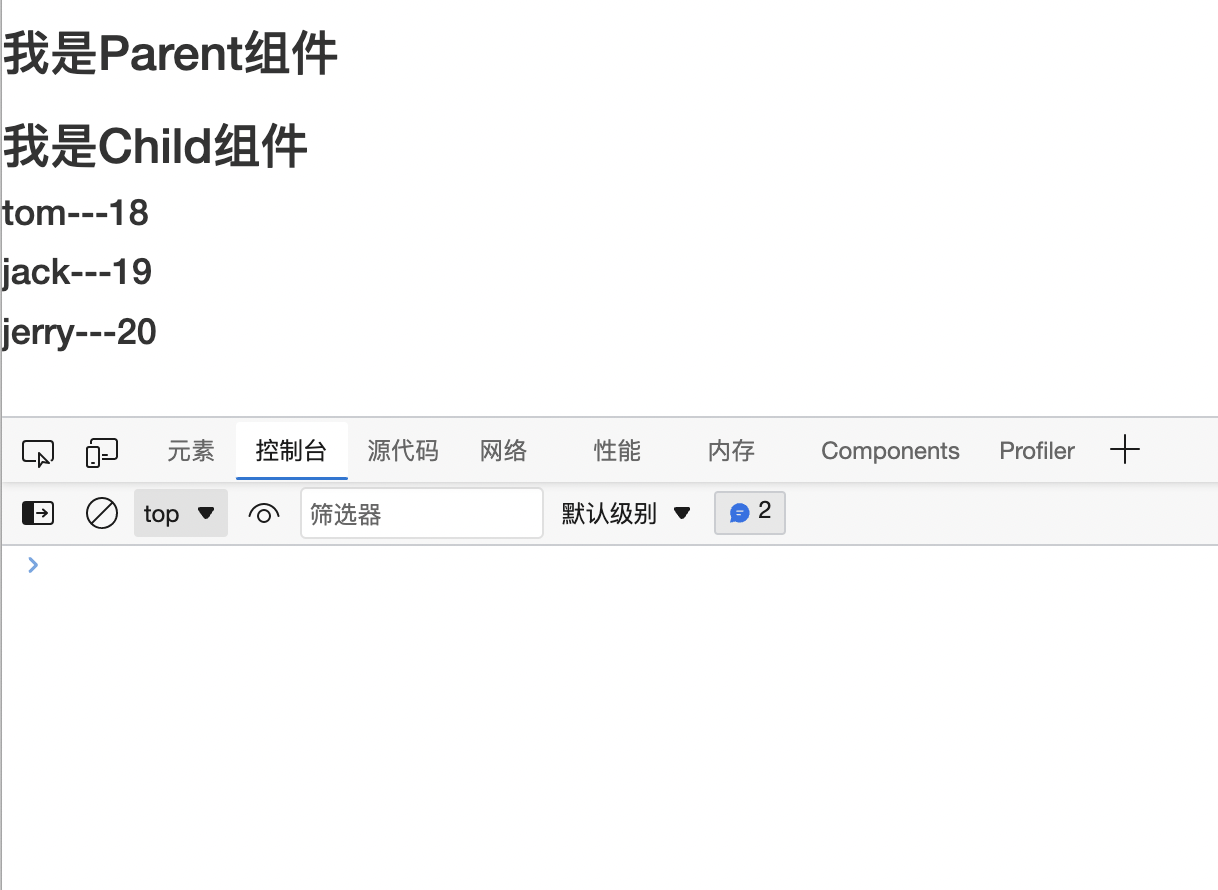 我是Parent组件
我是Child组件
tom---18
jack---19
jerry---20
元素 控制台 源代码 网络 性能 内存 Components Profiler
top 筛选器 默认级别 2